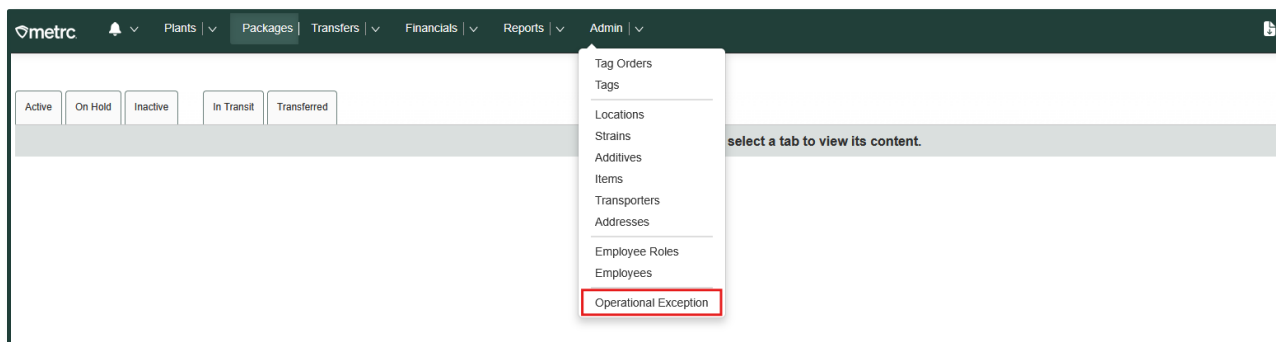 metrc Plants Packages Transfers Financials Reports Admin
Tag Orders
Tags
Active On Hold Inactive In Transit Transferred
Locations
Strains
select a tab to view its content.
Additives
Items
Transporters
Addresses
Employee Roles
Employees
Operational Exception